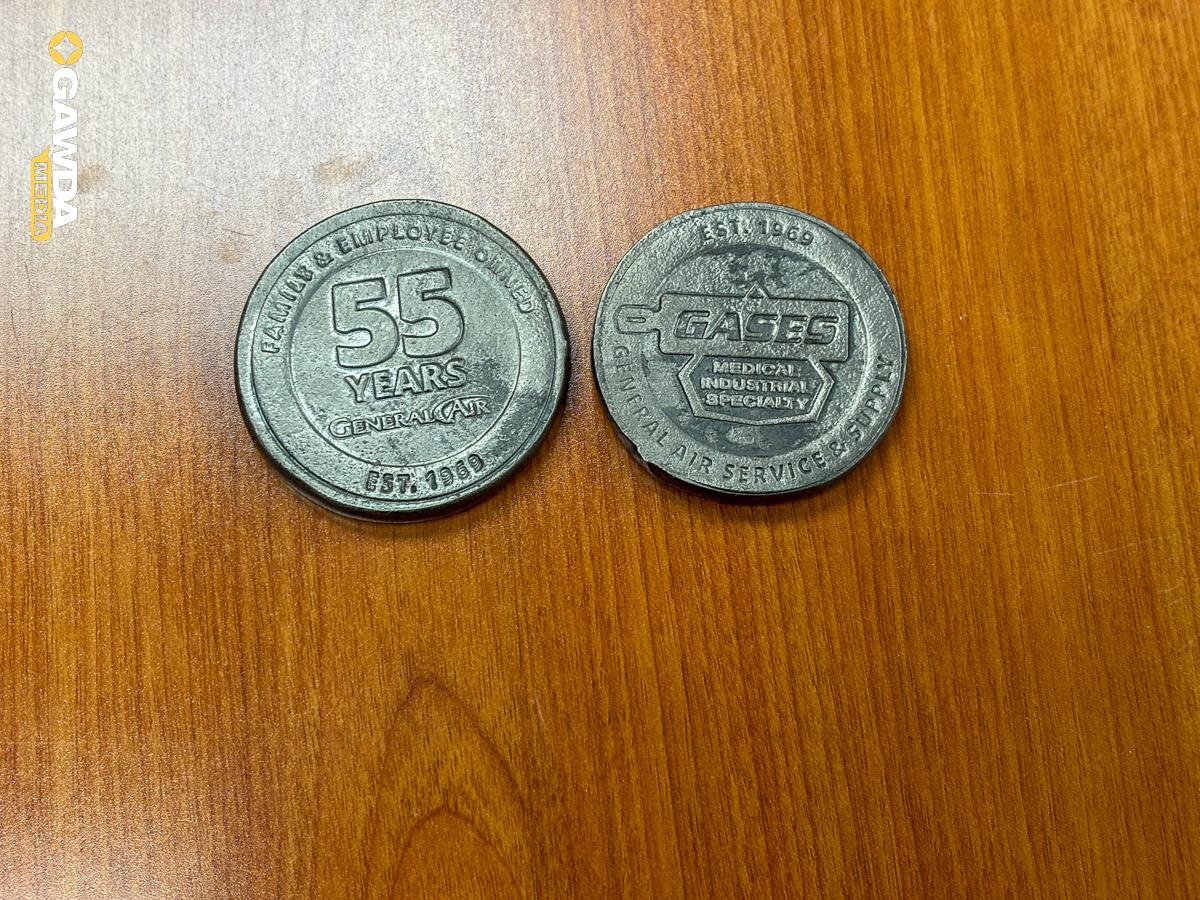 GAWDA
MEDIA
FAMILY & EMPLOYEE OWNED
55
YEARS
GENERAL AIR
EST. 1969
EST. 1969
GASES
MEDICAL
INDUSTRIAL
SPECIALTY
GENERAL AIR SERVICE & SUPPLY